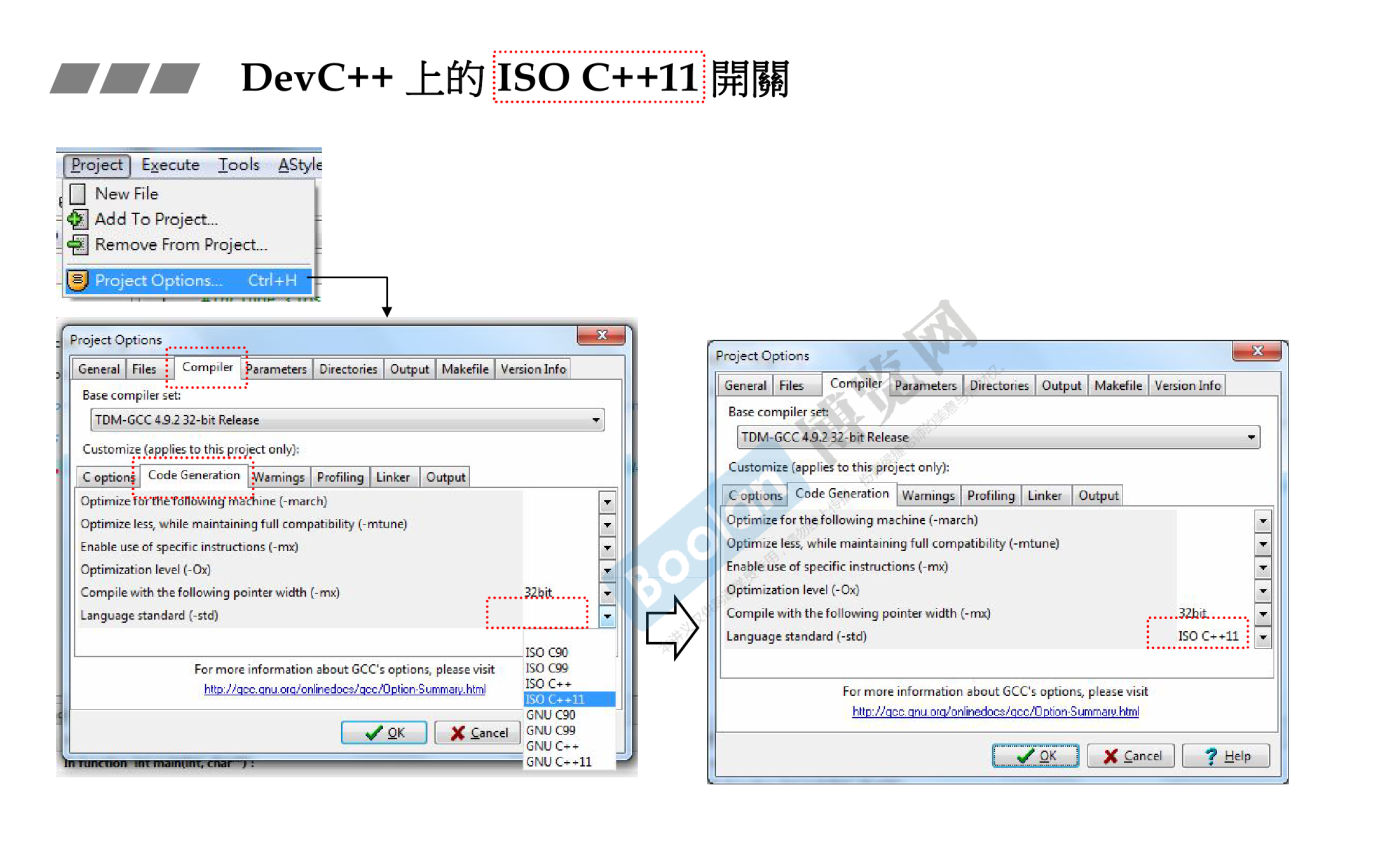 DevC++ 上的 ISO C++11 開關
Project Execute Tools AStyle
New File
Add To Project...
Remove From Project...
Project Options... Ctrl+H
Project Options
General Files Compiler Parameters Directories Output Makefile Version Info
Base compiler set:
TDM-GCC 4.9.2 32-bit Release
Customize (applies to this project only):
C options Code Generation Warnings Profiling Linker Output
Optimize for the following machine (-march)
Optimize less, while maintaining full compatibility (-mtune)
Enable use of specific instructions (-mx)
Optimization level (-Ox)
Compile with the following pointer width (-mx) 32bit
Language standard (-std)
ISO C90
ISO C99
ISO C++
ISO C++11
GNU C90
GNU C99
GNU C++
GNU C++11
For more information about GCC's options, please visit
http://gcc.gnu.org/onlinedocs/gcc/Option-Summary.html
OK Cancel
In function 'int main(int, char**)':
Project Options
General Files Compiler Parameters Directories Output Makefile Version Info
Base compiler set:
TDM-GCC 4.9.2 32-bit Release
Customize (applies to this project only):
C options Code Generation Warnings Profiling Linker Output
Optimize for the following machine (-march)
Optimize less, while maintaining full compatibility (-mtune)
Enable use of specific instructions (-mx)
Optimization level (-Ox)
Compile with the following pointer width (-mx) 32bit
Language standard (-std) ISO C++11
For more information about GCC's options, please visit
http://gcc.gnu.org/onlinedocs/gcc/Option-Summary.html
OK Cancel Help
Boolan 博览网